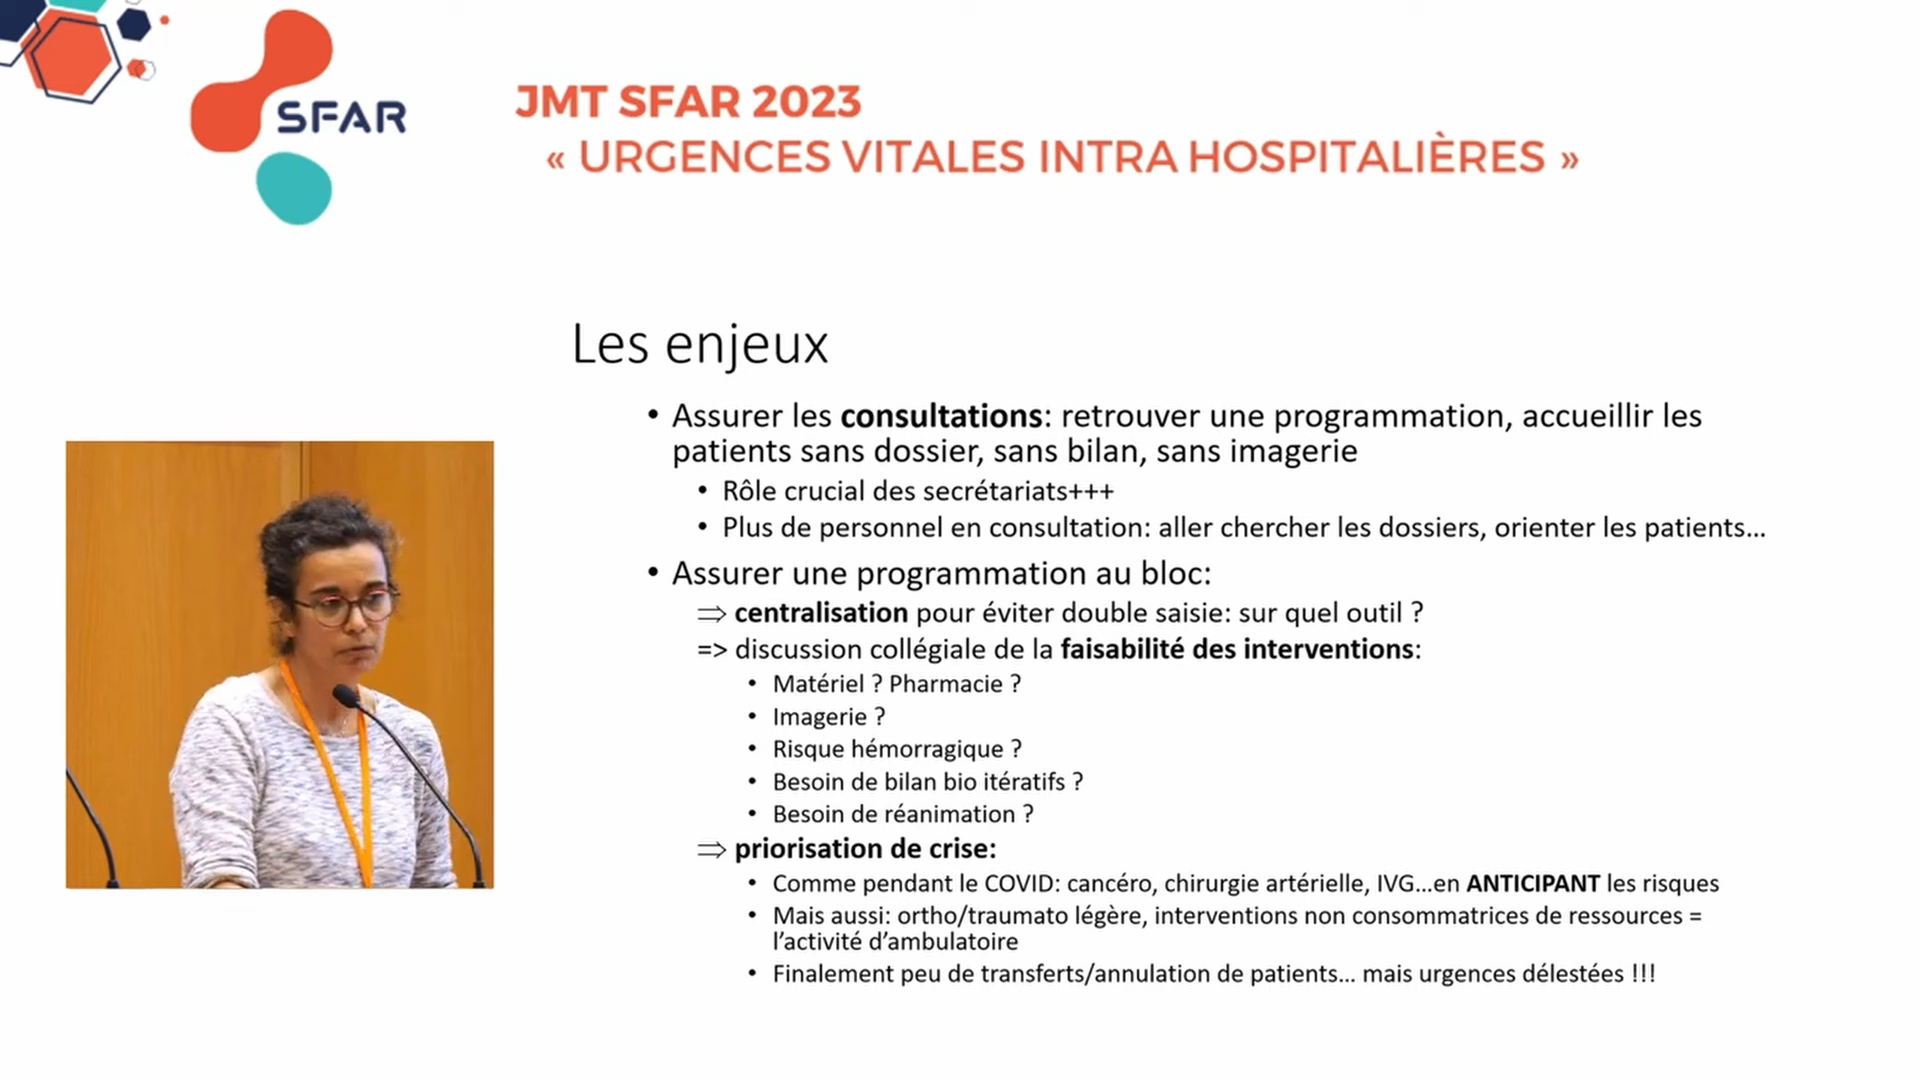 SFAR
JMT SFAR 2023
« URGENCES VITALES INTRA HOSPITALIÈRES »
Les enjeux
• Assurer les consultations: retrouver une programmation, accueillir les
patients sans dossier, sans bilan, sans imagerie
• Rôle crucial des secrétariats+++
• Plus de personnel en consultation: aller chercher les dossiers, orienter les patients…
• Assurer une programmation au bloc:
⇒ centralisation pour éviter double saisie: sur quel outil ?
=> discussion collégiale de la faisabilité des interventions:
• Matériel ? Pharmacie ?
• Imagerie ?
• Risque hémorragique ?
• Besoin de bilan bio itératifs ?
• Besoin de réanimation ?
⇒ priorisation de crise:
• Comme pendant le COVID: cancéro, chirurgie artérielle, IVG…en ANTICIPANT les risques
• Mais aussi: ortho/traumato légère, interventions non consommatrices de ressources =
l’activité d’ambulatoire
• Finalement peu de transferts/annulation de patients… mais urgences délestées !!!